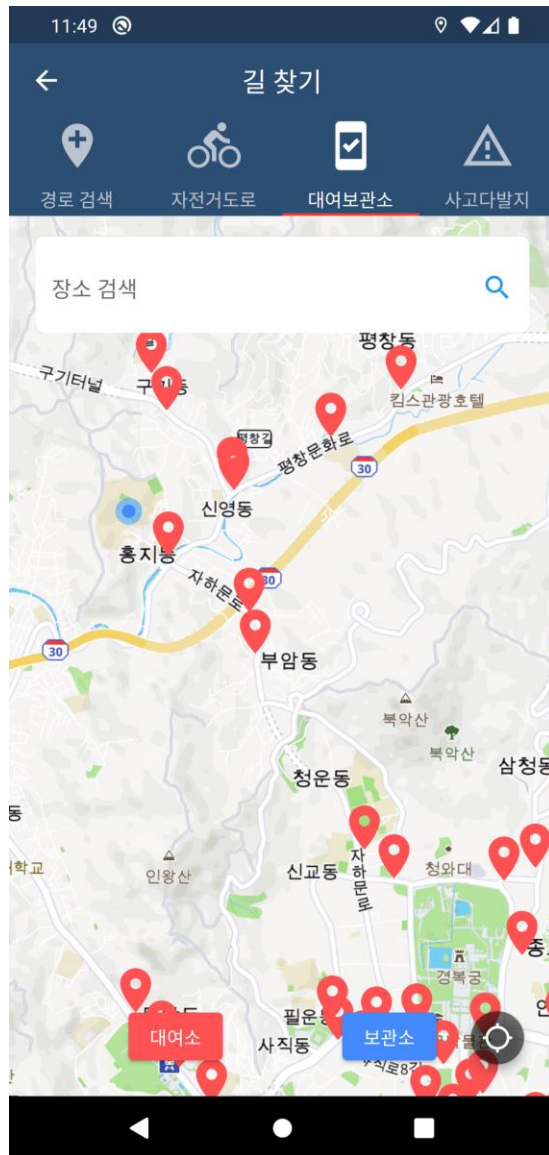 11:49
길 찾기
경로 검색
자전거도로
대여보관소
사고다발지
장소 검색
평창동
구기터널
킴스관광호텔
평창길
평창문화로
30
신영동
홍지동
자하문로
30
30
부암동
북악산
북악산
삼청동
청운동
동
학교
인왕산
신교동
자하문로
청와대
경복궁
필운동
대여소
보관소
사직동